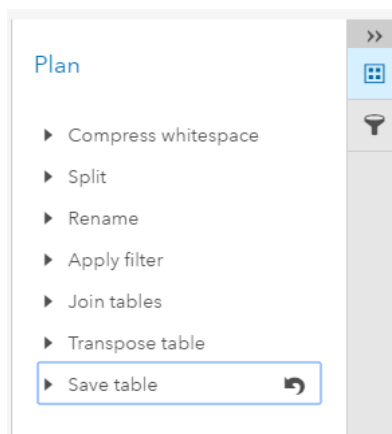 Plan
Compress whitespace
Split
Rename
Apply filter
Join tables
Transpose table
Save table